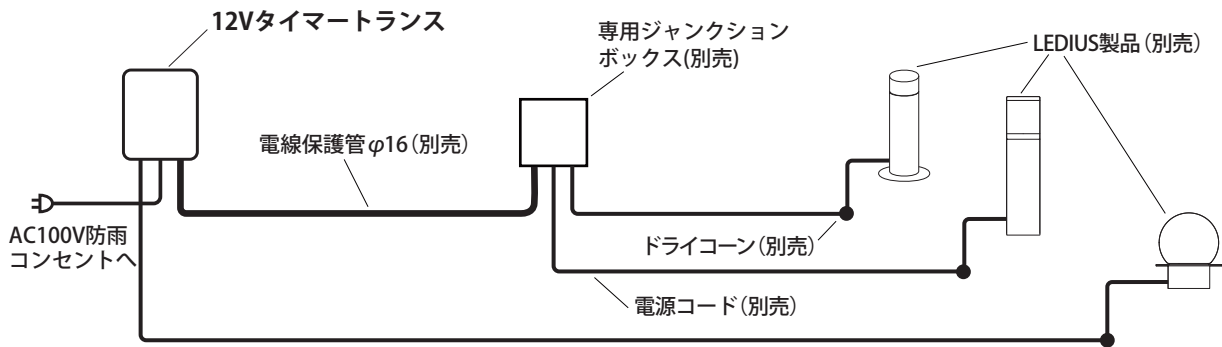 12Vタイマートランス
専用ジャンクション
ボックス(別売)
LEDIUS製品(別売)
電線保護管φ16(別売)
AC100V防雨
コンセントへ
ドライコーン(別売)
電源コード(別売)